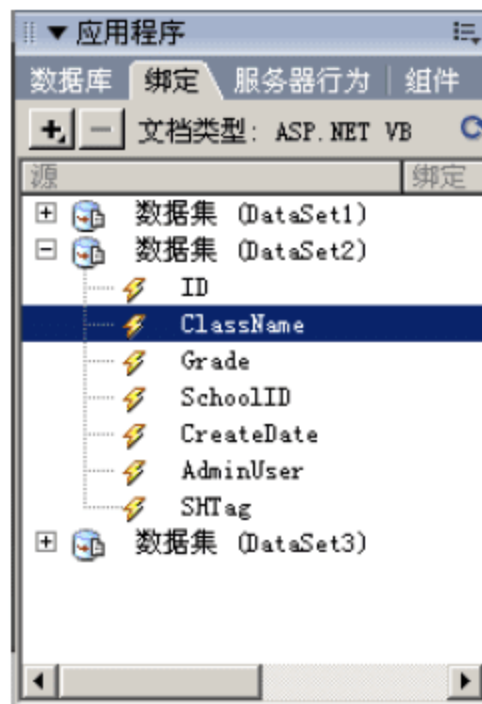 应用程序
数据库 绑定 服务器行为 组件
文档类型: ASP.NET VB
源 绑定
数据集 (DataSet1)
数据集 (DataSet2)
ID
ClassName
Grade
SchoolID
CreateDate
AdminUser
SHTag
数据集 (DataSet3)